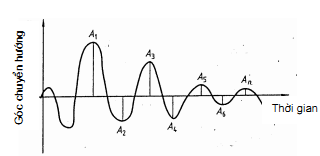 Góc chuyển hướng
A1
A3
A5
An
A2
A4
A6
Thời gian